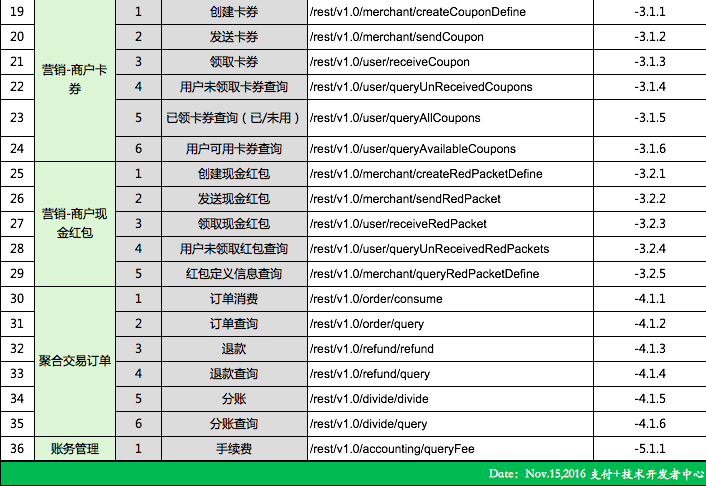 19 1 创建卡券 /rest/v1.0/merchant/createCouponDefine -3.1.1
20 2 发送卡券 /rest/v1.0/merchant/sendCoupon -3.1.2
21 营销-商户卡券 3 领取卡券 /rest/v1.0/user/receiveCoupon -3.1.3
22 4 用户未领取卡券查询 /rest/v1.0/user/queryUnReceivedCoupons -3.1.4
23 5 已领卡券查询（已/未用） /rest/v1.0/user/queryAllCoupons -3.1.5
24 6 用户可用卡券查询 /rest/v1.0/user/queryAvailableCoupons -3.1.6
25 1 创建现金红包 /rest/v1.0/merchant/createRedPacketDefine -3.2.1
26 2 发送现金红包 /rest/v1.0/merchant/sendRedPacket -3.2.2
27 营销-商户现金红包 3 领取现金红包 /rest/v1.0/user/receiveRedPacket -3.2.3
28 4 用户未领取红包查询 /rest/v1.0/user/queryUnReceivedRedPackets -3.2.4
29 5 红包定义信息查询 /rest/v1.0/merchant/queryRedPacketDefine -3.2.5
30 1 订单消费 /rest/v1.0/order/consume -4.1.1
31 2 订单查询 /rest/v1.0/order/query -4.1.2
32 聚合交易订单 3 退款 /rest/v1.0/refund/refund -4.1.3
33 4 退款查询 /rest/v1.0/refund/query -4.1.4
34 5 分账 /rest/v1.0/divide/divide -4.1.5
35 6 分账查询 /rest/v1.0/divide/query -4.1.6
36 账务管理 1 手续费 /rest/v1.0/accounting/queryFee -5.1.1
Date：Nov.15,2016 支付+技术开发者中心